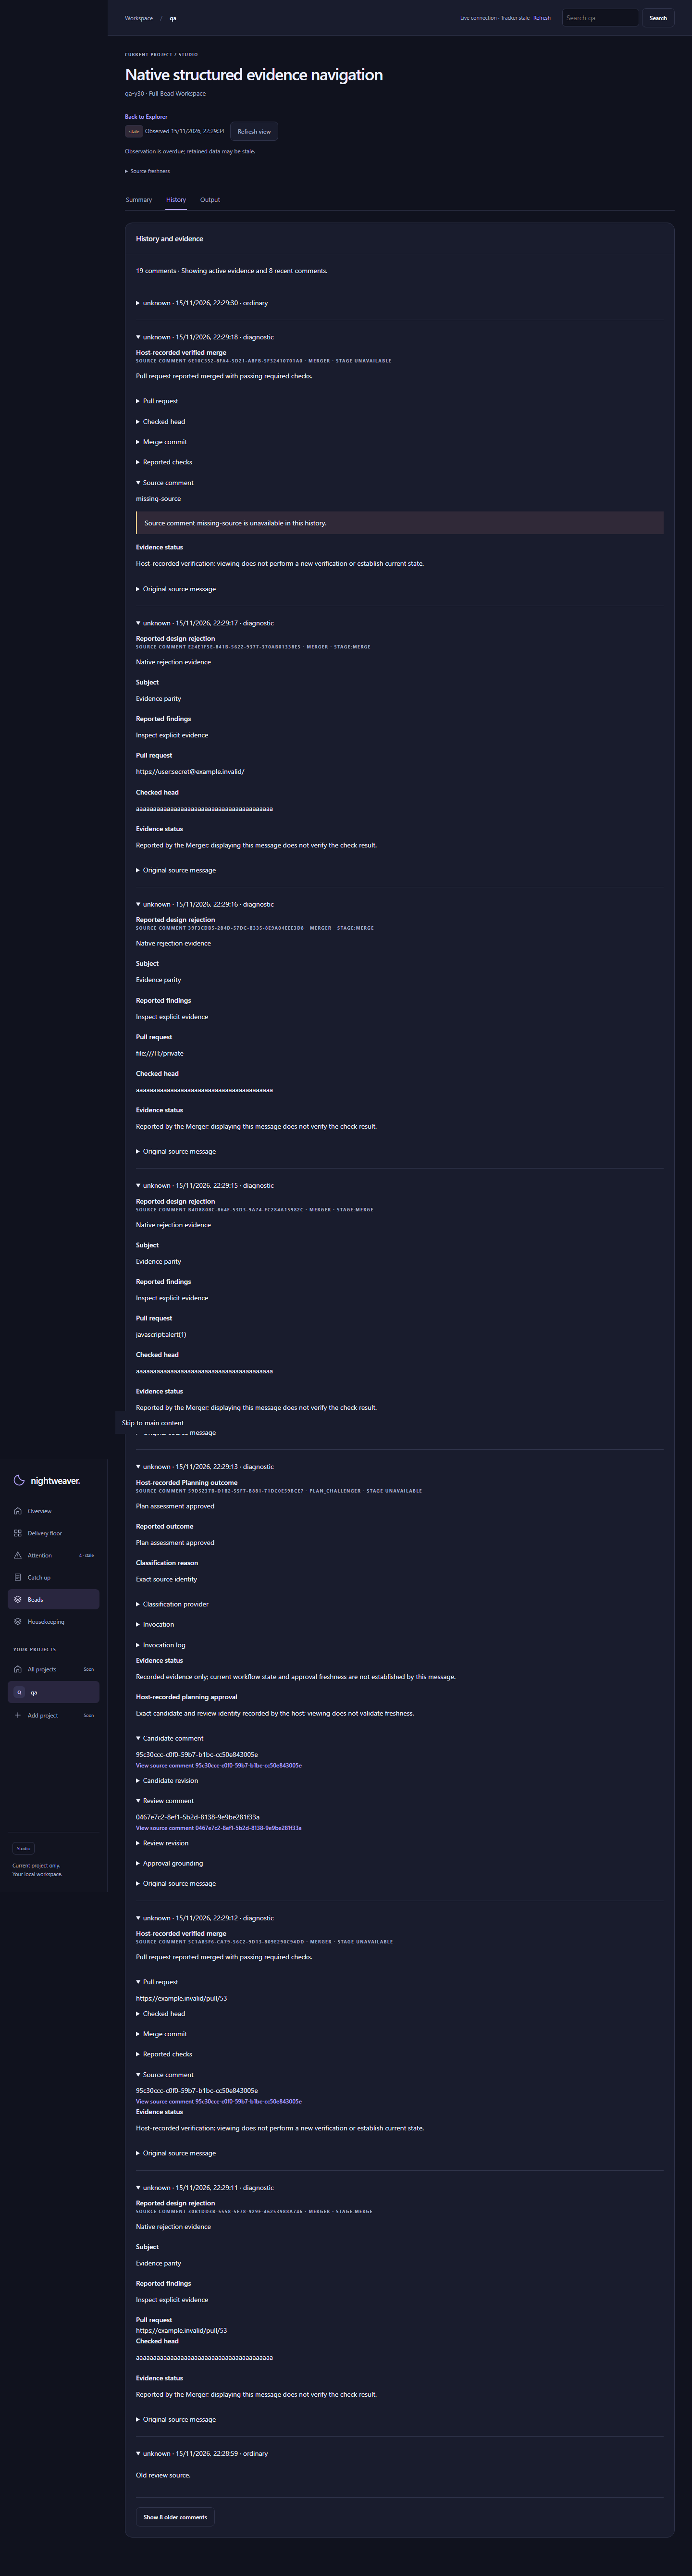 Workspace / qa
Live connection · Tracker stale Refresh
Search qa
Search
CURRENT PROJECT / STUDIO
Native structured evidence navigation
qa-y30 · Full Bead Workspace
Back to Explorer
stale Observed 15/11/2026, 22:29:34 Refresh view
Observation is overdue; retained data may be stale.
Source freshness
Summary History Output
History and evidence
19 comments · Showing active evidence and 8 recent comments.
unknown · 15/11/2026, 22:29:30 · ordinary
unknown · 15/11/2026, 22:29:18 · diagnostic
Host-recorded verified merge
Pull request reported merged with passing required checks.
Pull request
Checked head
Merge commit
Reported checks
Source comment
missing-source
Source comment missing-source is unavailable in this history.
Evidence status
Host-recorded verification; viewing does not perform a new verification or establish current state.
Original source message
unknown · 15/11/2026, 22:29:17 · diagnostic
Reported design rejection
Native rejection evidence
Subject
Evidence parity
Reported findings
Inspect explicit evidence
Pull request
https://user:secret@example.invalid/
Checked head
Evidence status
Reported by the Merger; displaying this message does not verify the check result.
Original source message
unknown · 15/11/2026, 22:29:16 · diagnostic
Reported design rejection
Native rejection evidence
Subject
Evidence parity
Reported findings
Inspect explicit evidence
Pull request
file:///H:/private
Checked head
Evidence status
Reported by the Merger; displaying this message does not verify the check result.
Original source message
unknown · 15/11/2026, 22:29:15 · diagnostic
Reported design rejection
Native rejection evidence
Subject
Evidence parity
Reported findings
Inspect explicit evidence
Pull request
javascript:alert(1)
Checked head
Evidence status
Reported by the Merger; displaying this message does not verify the check result.
Skip to main content
message
unknown · 15/11/2026, 22:29:13 · diagnostic
Host-recorded Planning outcome
Plan assessment approved
Reported outcome
Plan assessment approved
Classification reason
Exact source identity
Classification provider
Invocation
Invocation log
Evidence status
Recorded evidence only; current workflow state and approval freshness are not established by this message.
Host-recorded planning approval
Exact candidate and review identity recorded by the host; viewing does not validate freshness.
Candidate comment
95c30ccc-c0f0-59b7-b1bc-cc50e843005e
View source comment 95c30ccc-c0f0-59b7-b1bc-cc50e843005e
Candidate revision
Review comment
0467e7c2-8ef1-5b2d-8138-9e9be281f33a
View source comment 0467e7c2-8ef1-5b2d-8138-9e9be281f33a
Review revision
Approval grounding
Original source message
unknown · 15/11/2026, 22:29:12 · diagnostic
Host-recorded verified merge
Pull request reported merged with passing required checks.
Pull request
https://example.invalid/pull/53
Checked head
Merge commit
Reported checks
Source comment
95c30ccc-c0f0-59b7-b1bc-cc50e843005e
View source comment 95c30ccc-c0f0-59b7-b1bc-cc50e843005e
Evidence status
Host-recorded verification; viewing does not perform a new verification or establish current state.
Original source message
unknown · 15/11/2026, 22:29:11 · diagnostic
Reported design rejection
Native rejection evidence
Subject
Evidence parity
Reported findings
Inspect explicit evidence
Pull request
https://example.invalid/pull/53
Checked head
Evidence status
Reported by the Merger; displaying this message does not verify the check result.
Original source message
unknown · 15/11/2026, 22:28:59 · ordinary
Old review source.
Show 8 older comments
nightweaver.
Overview
Delivery floor
Attention 4 · stale
Catch up
Beads
Housekeeping
YOUR PROJECTS
All projects Soon
Q qa
Add project Soon
Studio
Current project only.
Your local workspace.